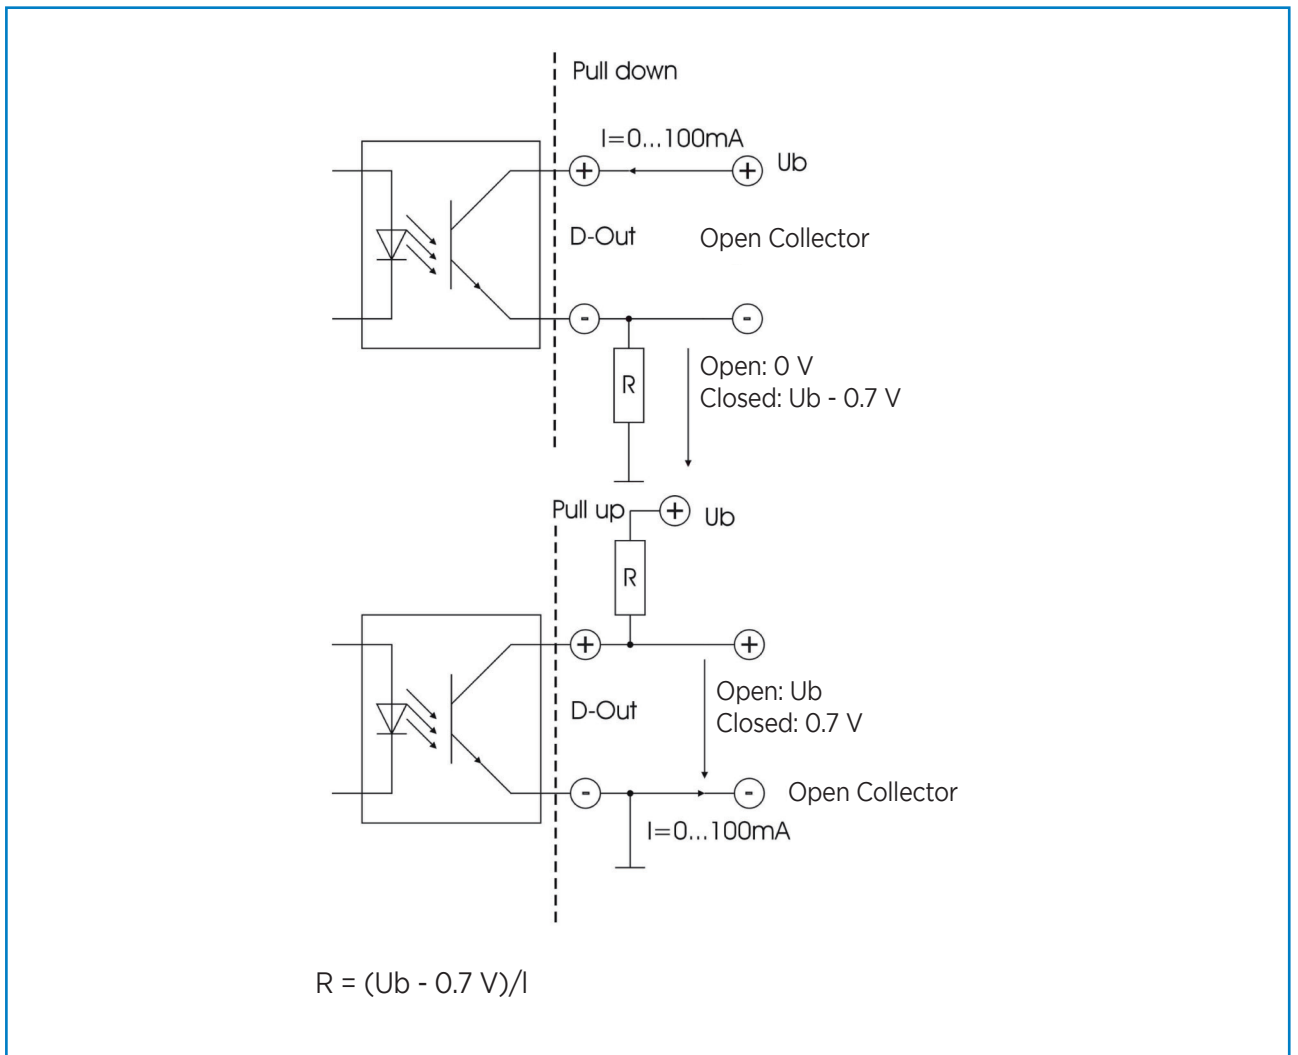 Pull down
I=0...100mA
+
+
Ub
D-Out
Open Collector
-
-
R
Open: 0 V
Closed: Ub - 0.7 V
Pull up
+
Ub
R
+
+
D-Out
Open: Ub
Closed: 0.7 V
-
-
Open Collector
I=0...100mA
R = (Ub - 0.7 V)/I